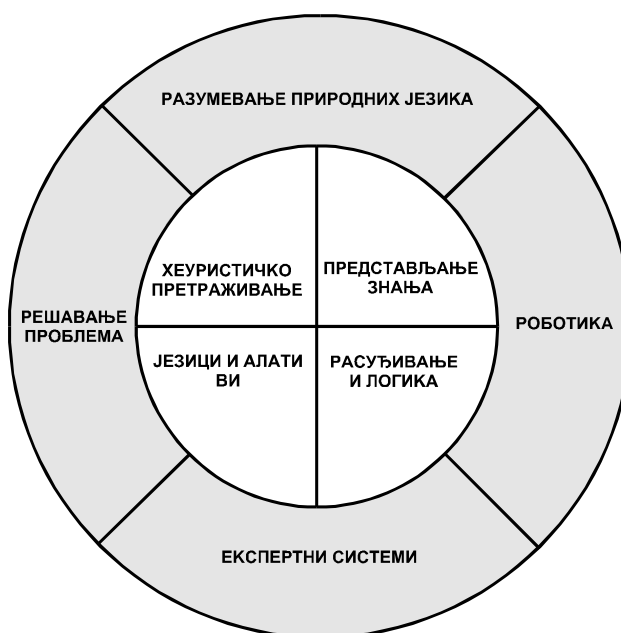 РАЗУМЕВАЊЕ ПРИРОДНИХ ЈЕЗИКА
ХЕУРИСТИЧКО
ПРЕТРАЖИВАЊЕ
ПРЕДСТАВЉАЊЕ
ЗНАЊА
РЕШАВАЊЕ
ПРОБЛЕМА
РОБОТИКА
ЈЕЗИЦИ И АЛАТИ
ВИ
РАСУЂИВАЊЕ
И ЛОГИКА
ЕКСПЕРТНИ СИСТЕМИ